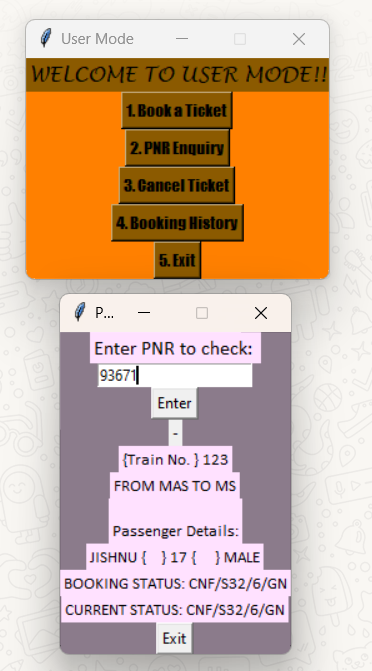 User Mode
WELCOME TO USER MODE!!
1. Book a Ticket
2. PNR Enquiry
3. Cancel Ticket
4. Booking History
5. Exit
P...
Enter PNR to check:
93671
Enter
-
{Train No. } 123
FROM MAS TO MS
Passenger Details:
JISHNU {    } 17 {    } MALE
BOOKING STATUS: CNF/S32/6/GN
CURRENT STATUS: CNF/S32/6/GN
Exit